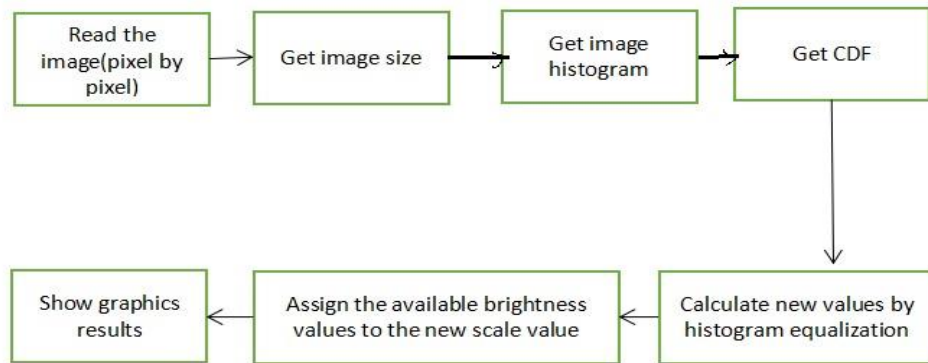 Read the
image(pixel by
pixel)
Get image size
Get image
histogram
Get CDF
Show graphics
results
Assign the available brightness
values to the new scale value
Calculate new values by
histogram equalization